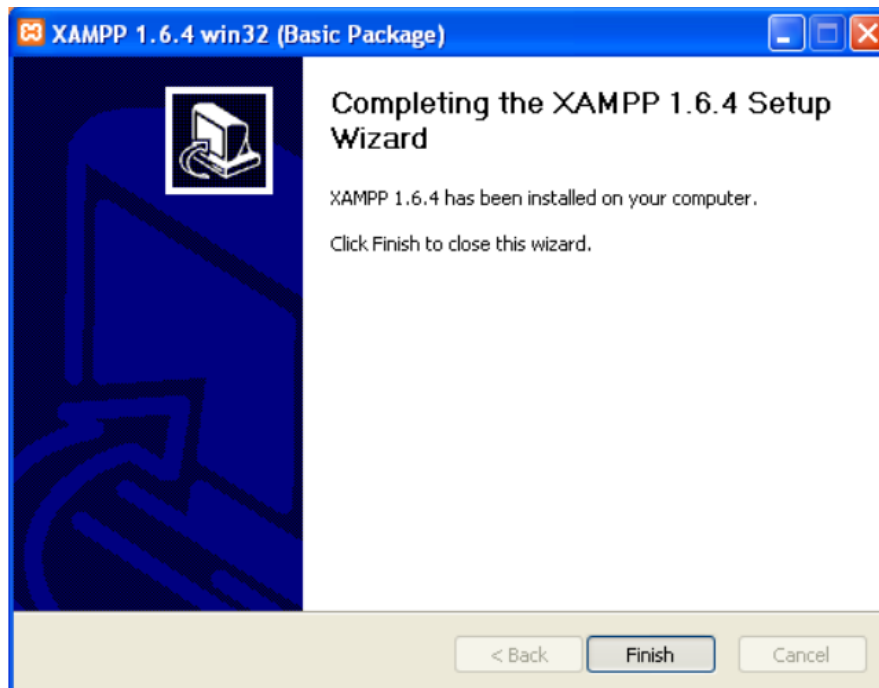 XAMPP 1.6.4 win32 (Basic Package)
Completing the XAMPP 1.6.4 Setup
Wizard
XAMPP 1.6.4 has been installed on your computer.
Click Finish to close this wizard.
< Back Finish Cancel